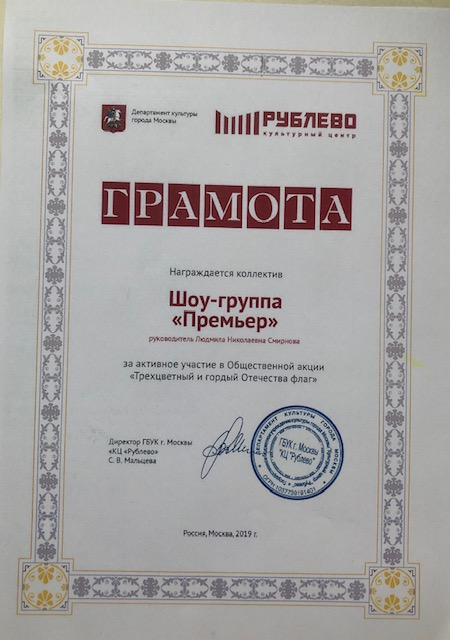 Департамент культуры
города Москвы
РУБЛЕВО
культурный центр
ГРАМОТА
Награждается коллектив
Шоу-группа
«Премьер»
руководитель Людмила Николаевна Смирнова
за активное участие в Общественной акции
«Трехцветный и гордый Отечества флаг»
Директор ГБУК г. Москвы
«КЦ «Рублево»
С. В. Мальцева
ДЕПАРТАМЕНТ КУЛЬТУРЫ ГОРОДА МОСКВЫ
ГБУК г. Москвы
"КЦ "Рублево"
Россия, Москва, 2019 г.